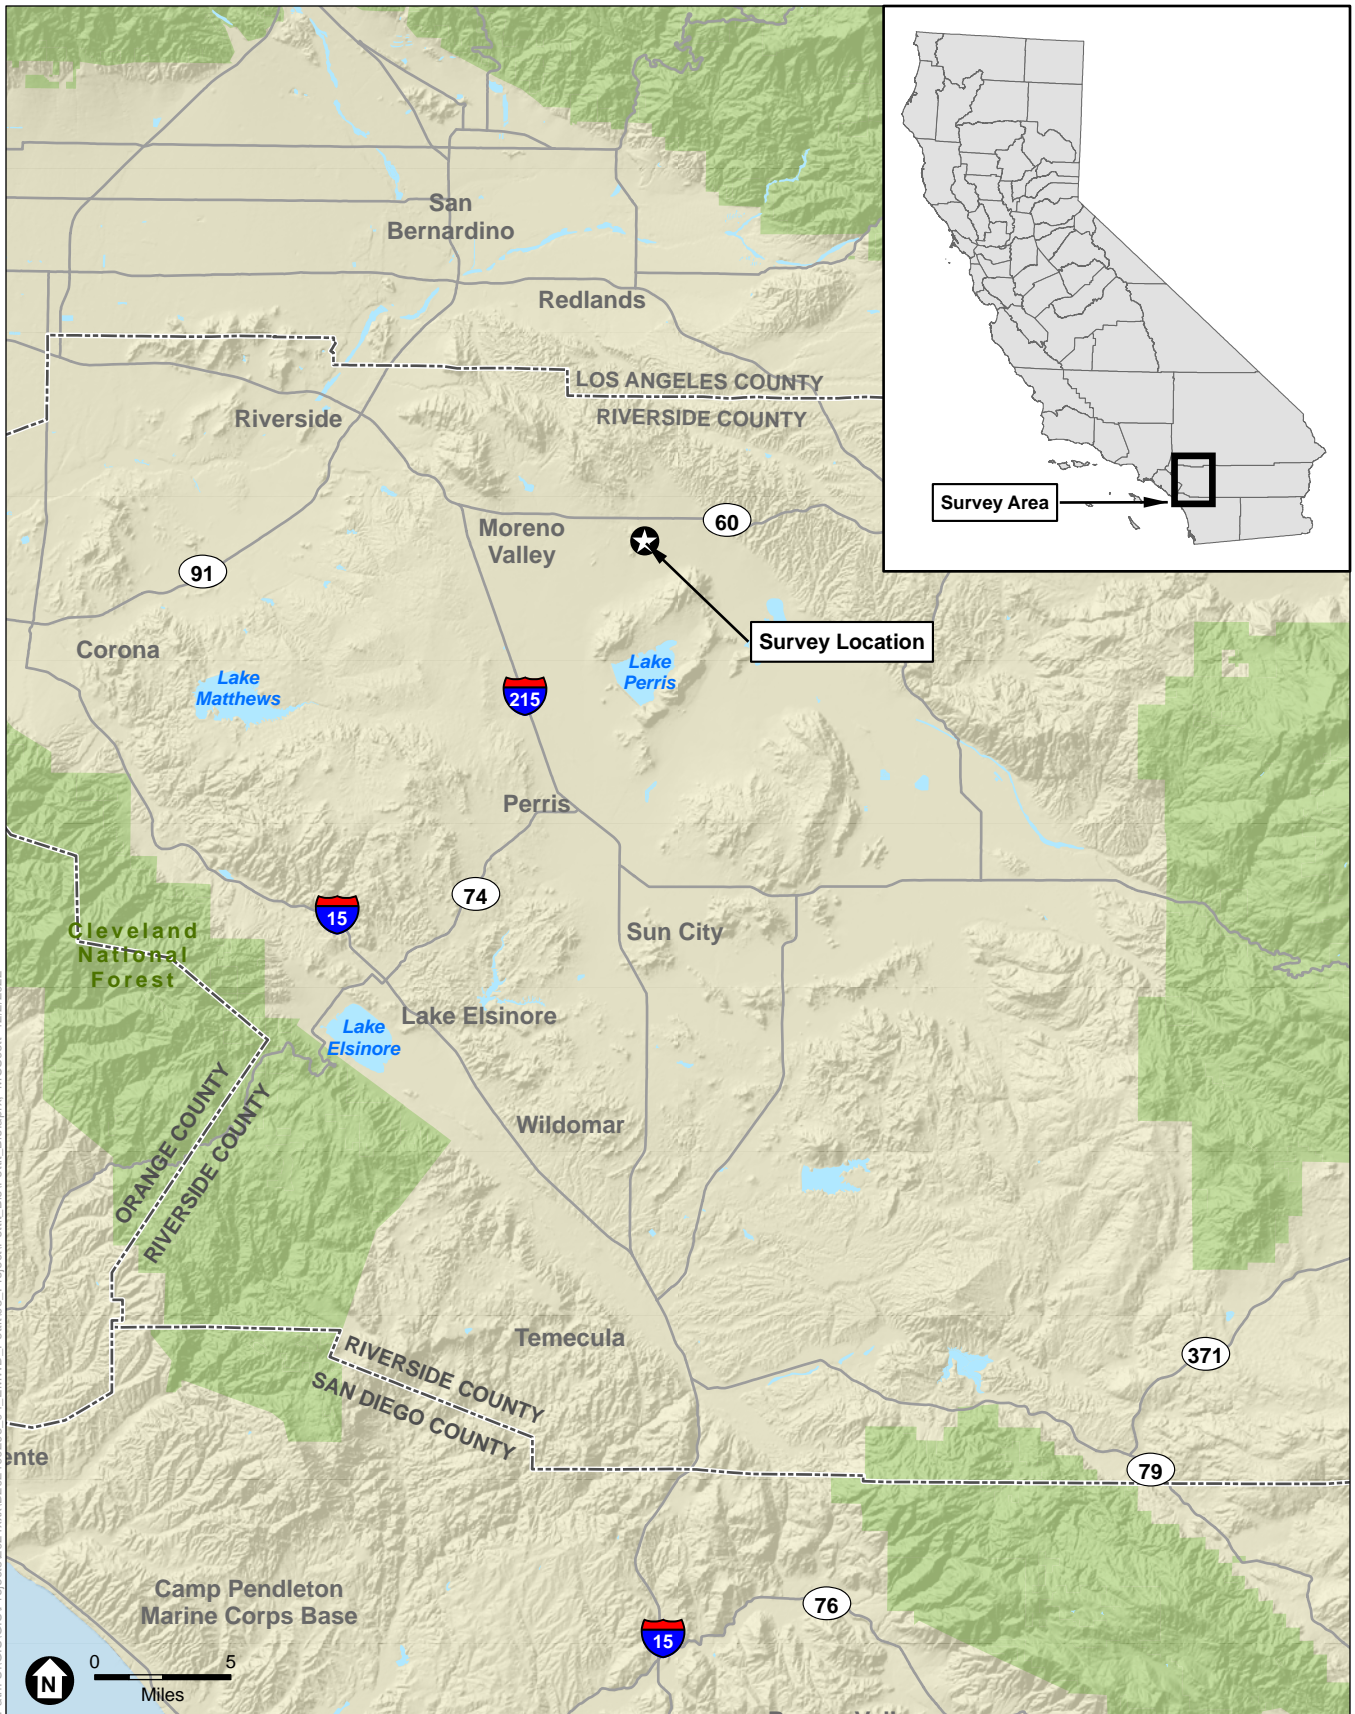 San
Bernardino
Redlands
LOS ANGELES COUNTY
RIVERSIDE COUNTY
Riverside
Survey Area
Moreno
Valley
60
91
Survey Location
Corona
Lake
Matthews
Lake
Perris
215
Perris
74
15
Sun City
Cleveland
National
Forest
Lake Elsinore
Lake
Elsinore
ORANGE COUNTY
RIVERSIDE COUNTY
Wildomar
Temecula
RIVERSIDE COUNTY
SAN DIEGO COUNTY
371
79
ente
Camp Pendleton
Marine Corps Base
76
15
N
0 5
Miles